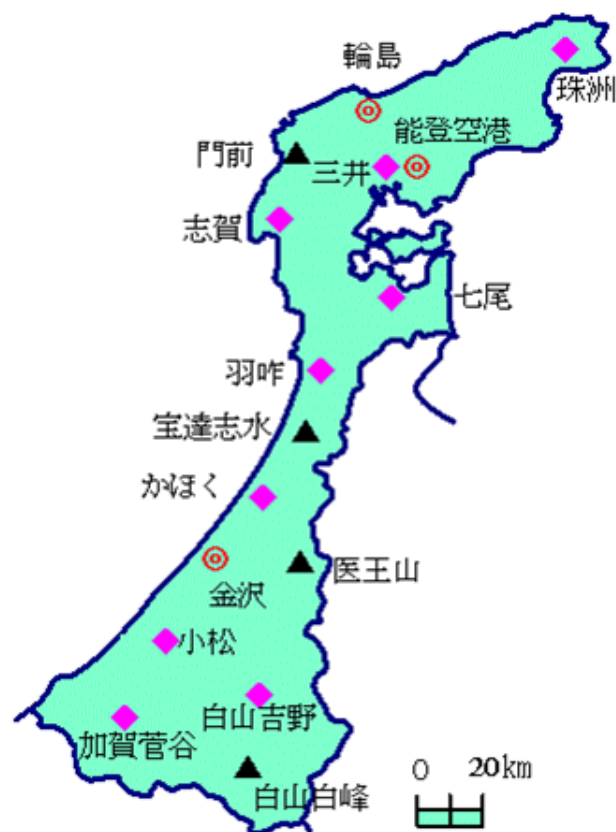 輪島
珠洲
能登空港
門前
三井
志賀
七尾
羽咋
宝達志水
かほく
医王山
金沢
小松
白山吉野
加賀菅谷
白山白峰
0 20km